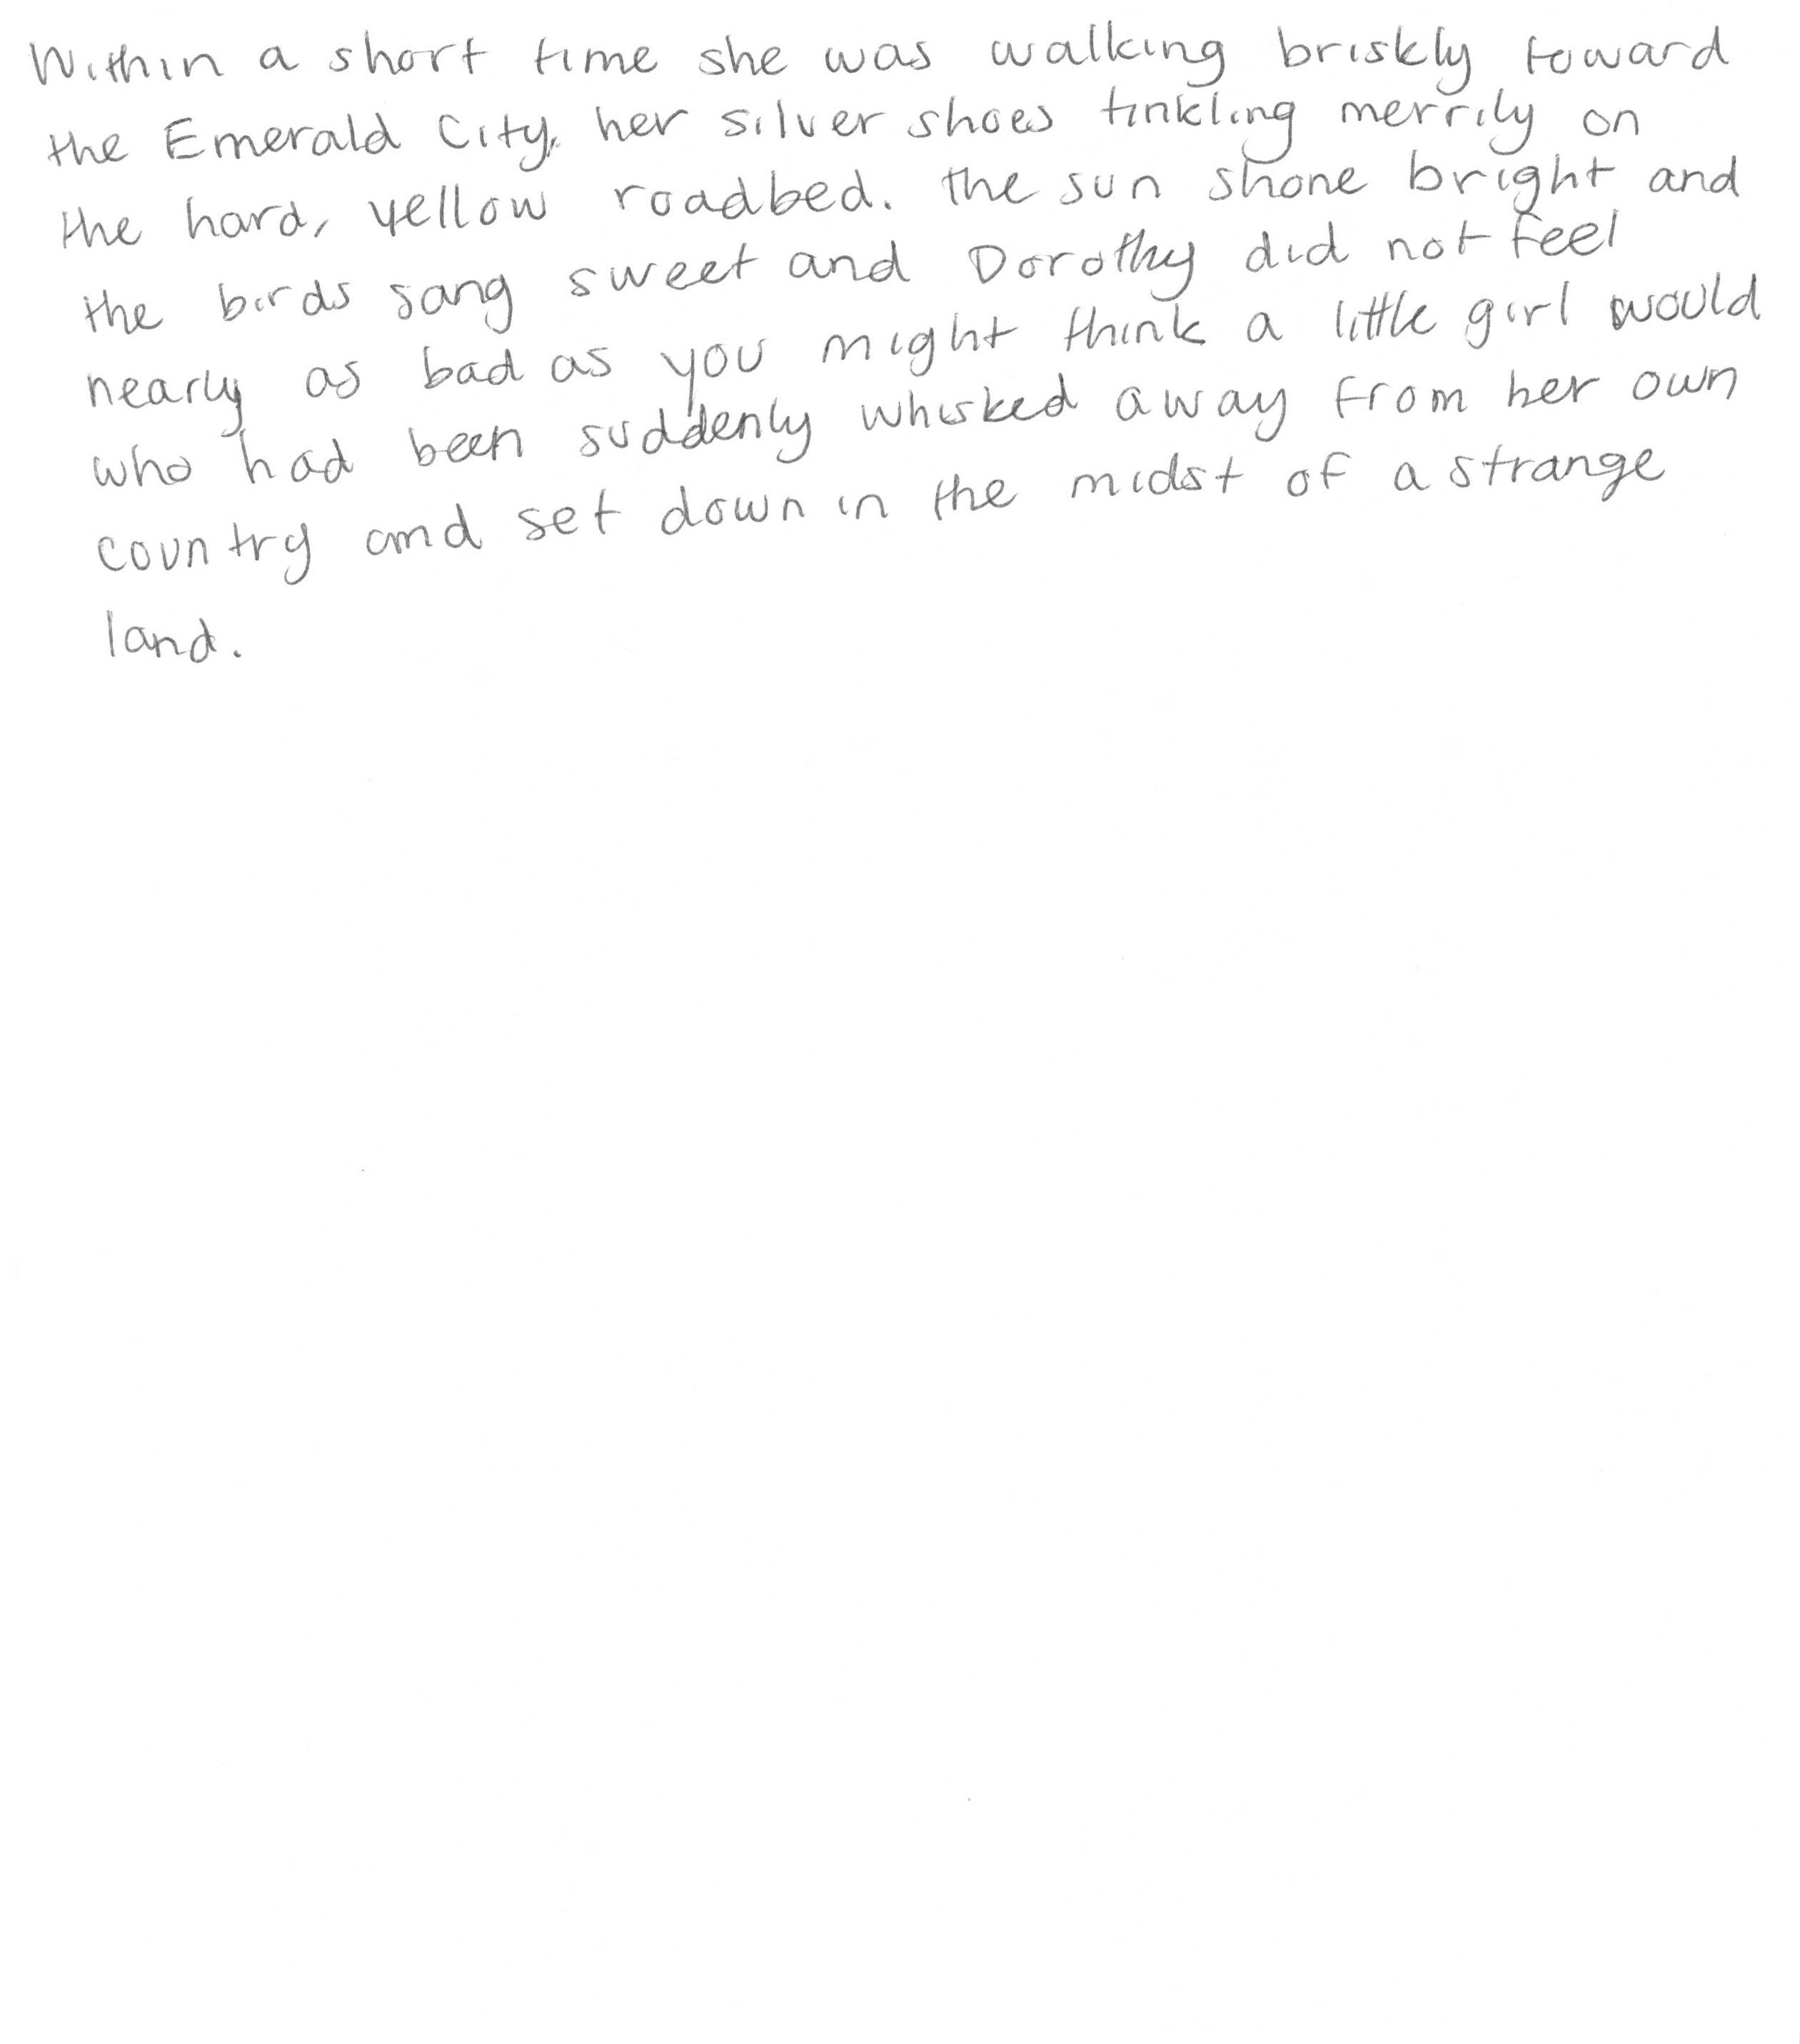 Within a short time she was walking briskly toward
the Emerald City, her silver shoes tinkling merrily on
the hard, yellow roadbed. the sun shone bright and
the birds sang sweet and Dorothy did not feel
nearly as bad as you might think a little girl would
who had been suddenly whisked away from her own
country and set down in the midst of a strange
land.